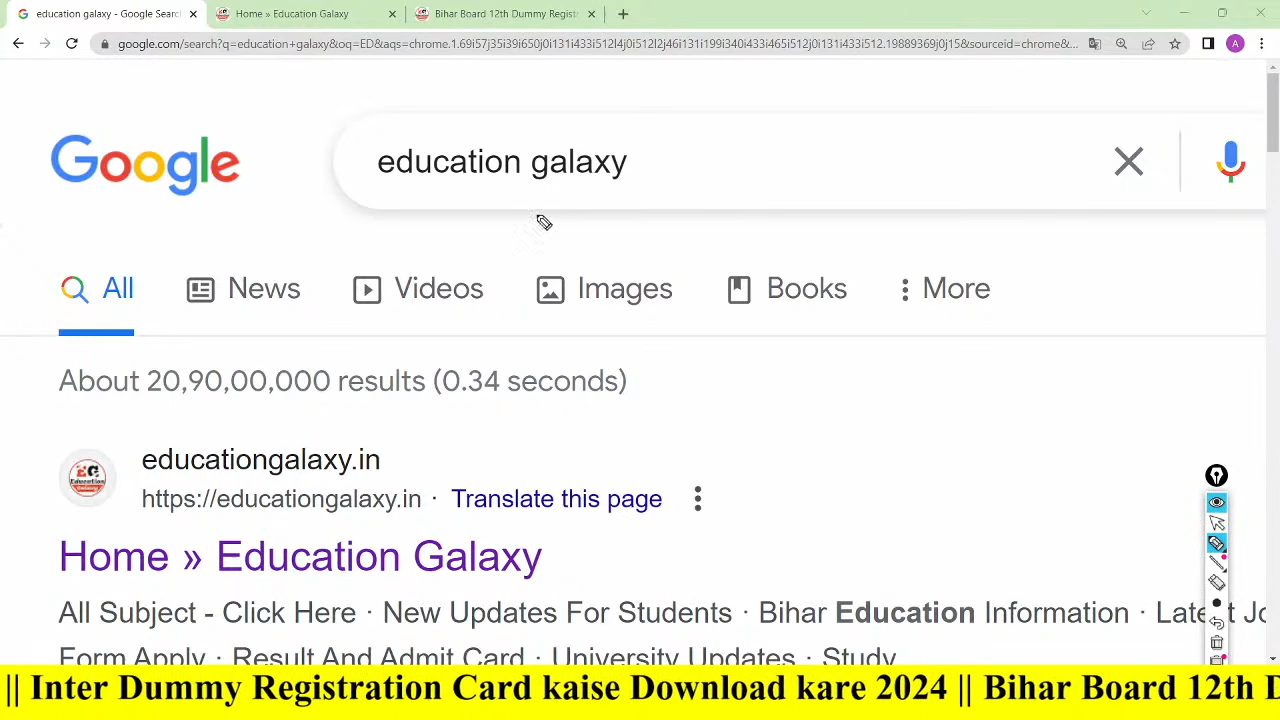 education galaxy - Google Searc
Home » Education Galaxy
Bihar Board 12th Dummy Registr
google.com/search?q=education+galaxy&oq=ED&aqs=chrome.1.69i57j35i39i650j0i131i433i512l4j0i512l2j46i131i199i340i433i465i512j0i131i433i512.19889369j0j15&sourceid=chrome&...
A
Google
education galaxy
All
News
Videos
Images
Books
More
About 20,90,00,000 results (0.34 seconds)
educationgalaxy.in
https://educationgalaxy.in · Translate this page
Home » Education Galaxy
All Subject - Click Here · New Updates For Students · Bihar Education Information · Latest Jo
Form Apply · Result And Admit Card · University Updates · Study
|| Inter Dummy Registration Card kaise Download kare 2024 || Bihar Board 12th D